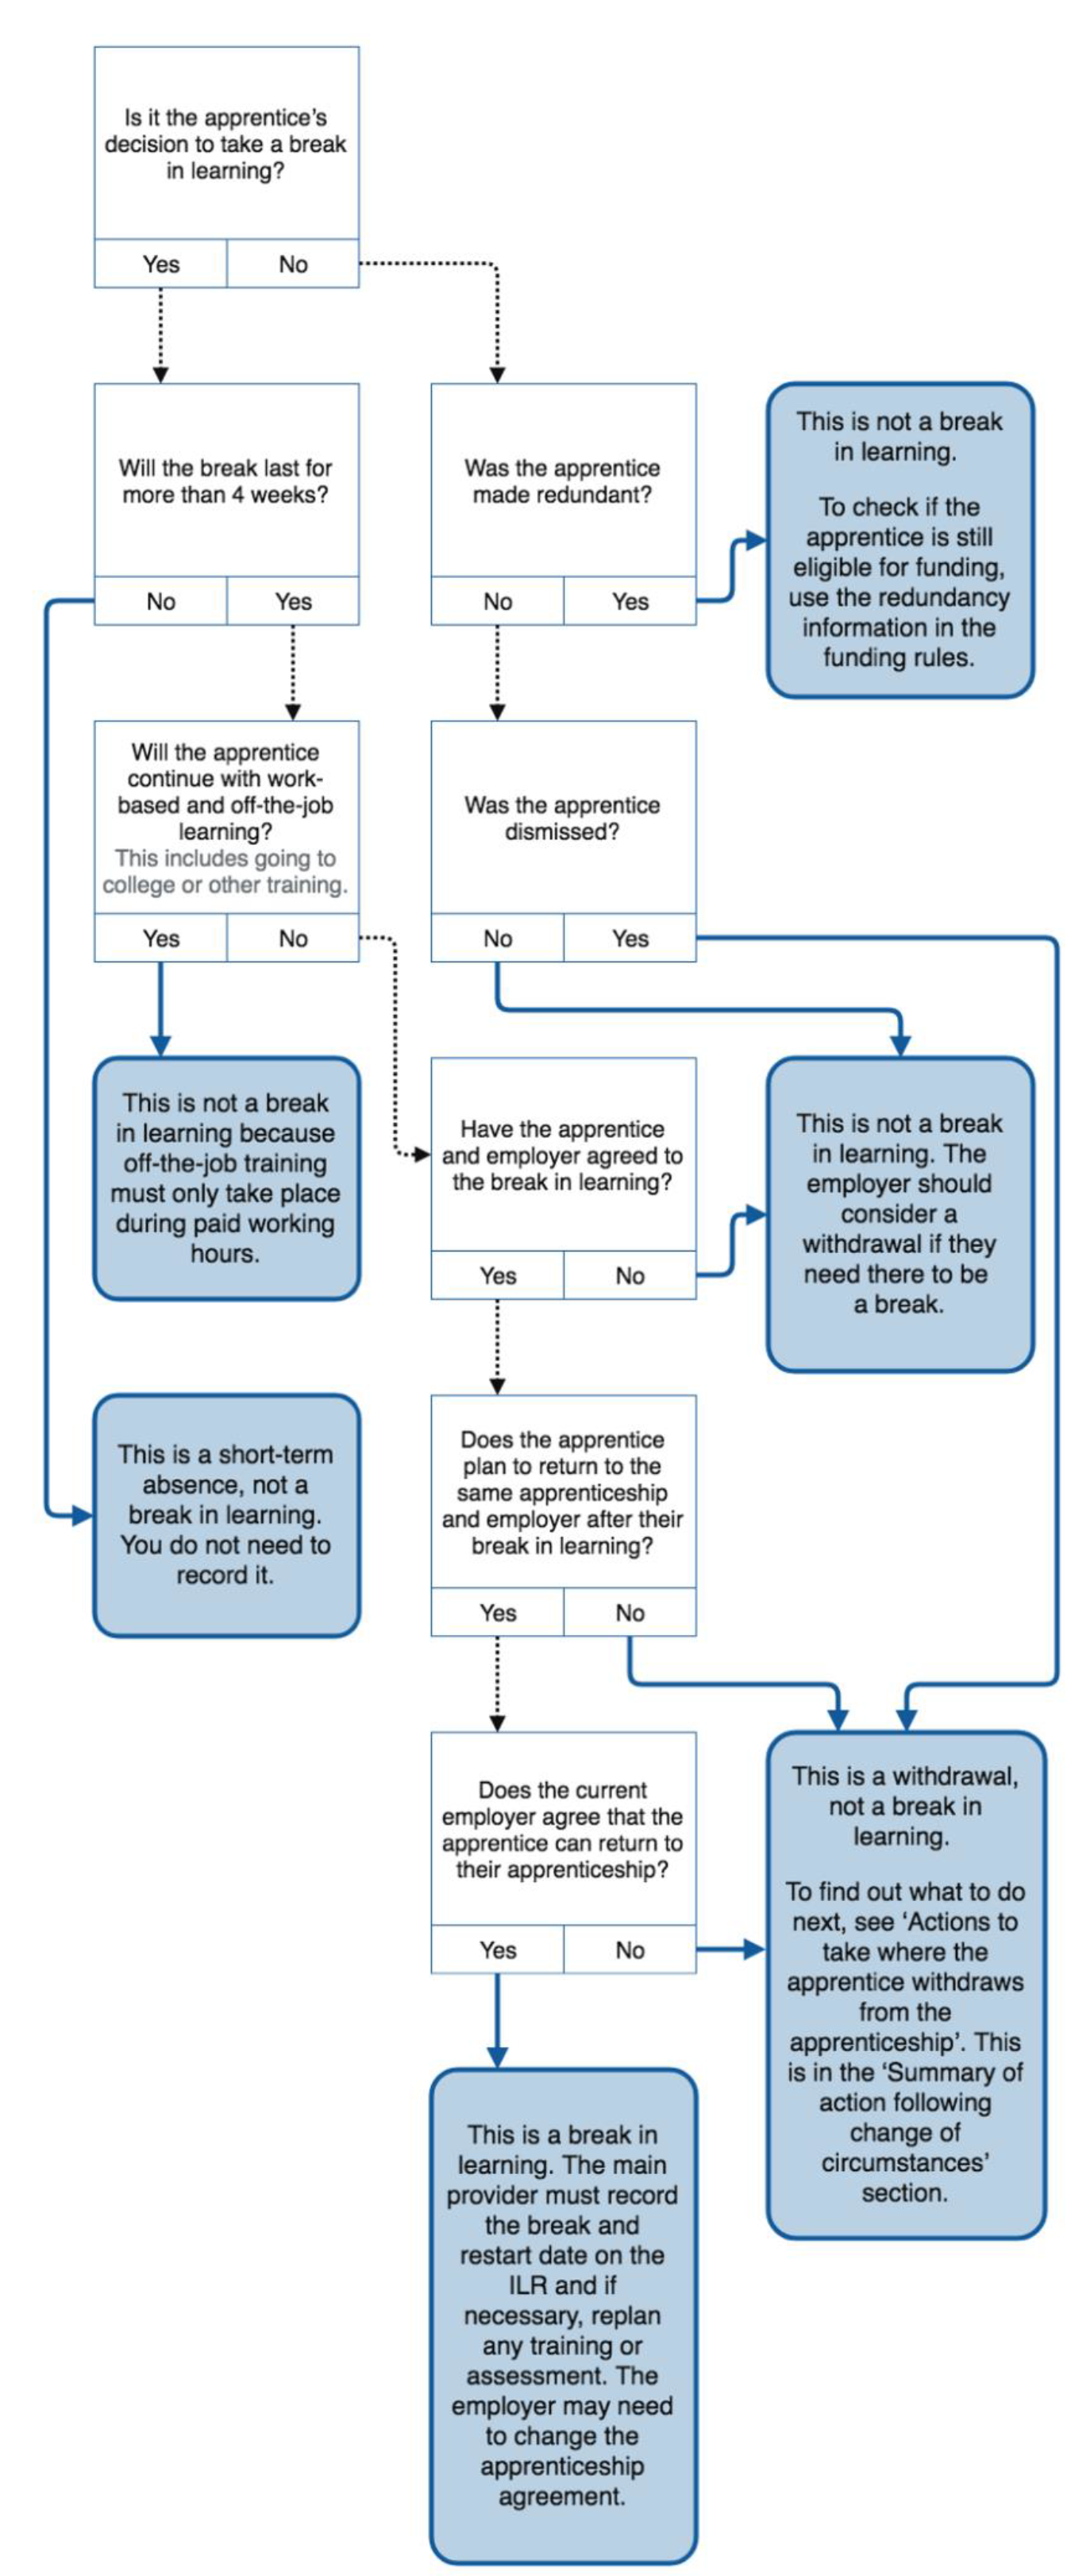 Is it the apprentice’s
decision to take a break
in learning?
Yes
No
Will the break last for
more than 4 weeks?
No
Yes
Was the apprentice
made redundant?
No
Yes
This is not a break
in learning.
To check if the
apprentice is still
eligible for funding,
use the redundancy
information in the
funding rules.
Will the apprentice
continue with work-
based and off-the-job
learning?
This includes going to
college or other training.
Yes
No
Was the apprentice
dismissed?
No
Yes
This is not a break
in learning because
off-the-job training
must only take place
during paid working
hours.
Have the apprentice
and employer agreed to
the break in learning?
Yes
No
This is not a break
in learning. The
employer should
consider a
withdrawal if they
need there to be
a break.
This is a short-term
absence, not a
break in learning.
You do not need to
record it.
Does the apprentice
plan to return to the
same apprenticeship
and employer after their
break in learning?
Yes
No
Does the current
employer agree that the
apprentice can return to
their apprenticeship?
Yes
No
This is a withdrawal,
not a break in
learning.
To find out what to do
next, see ‘Actions to
take where the
apprentice withdraws
from the
apprenticeship’. This
is in the ‘Summary of
action following
change of
circumstances’
section.
This is a break in
learning. The main
provider must record
the break and
restart date on the
ILR and if
necessary, replan
any training or
assessment. The
employer may need
to change the
apprenticeship
agreement.